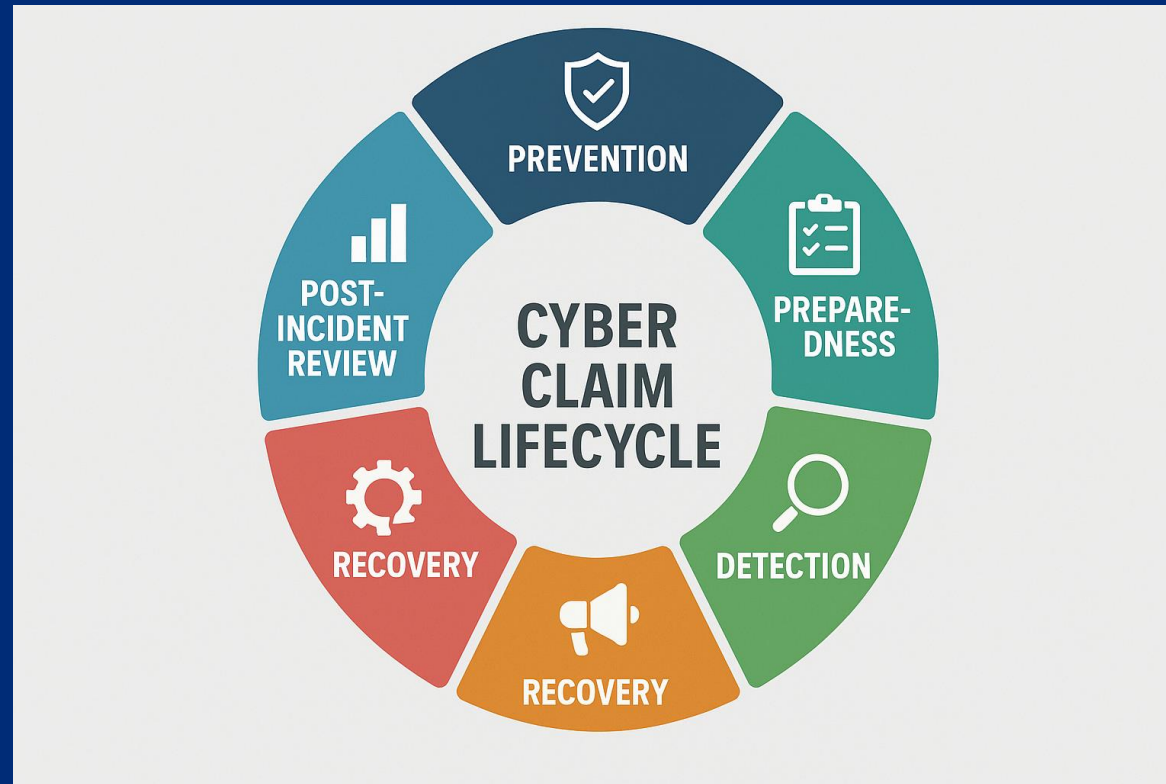 PREVENTION
PREPARE-
DNESS
DETECTION
RECOVERY
RECOVERY
POST-
INCIDENT
REVIEW
CYBER
CLAIM
LIFECYCLE